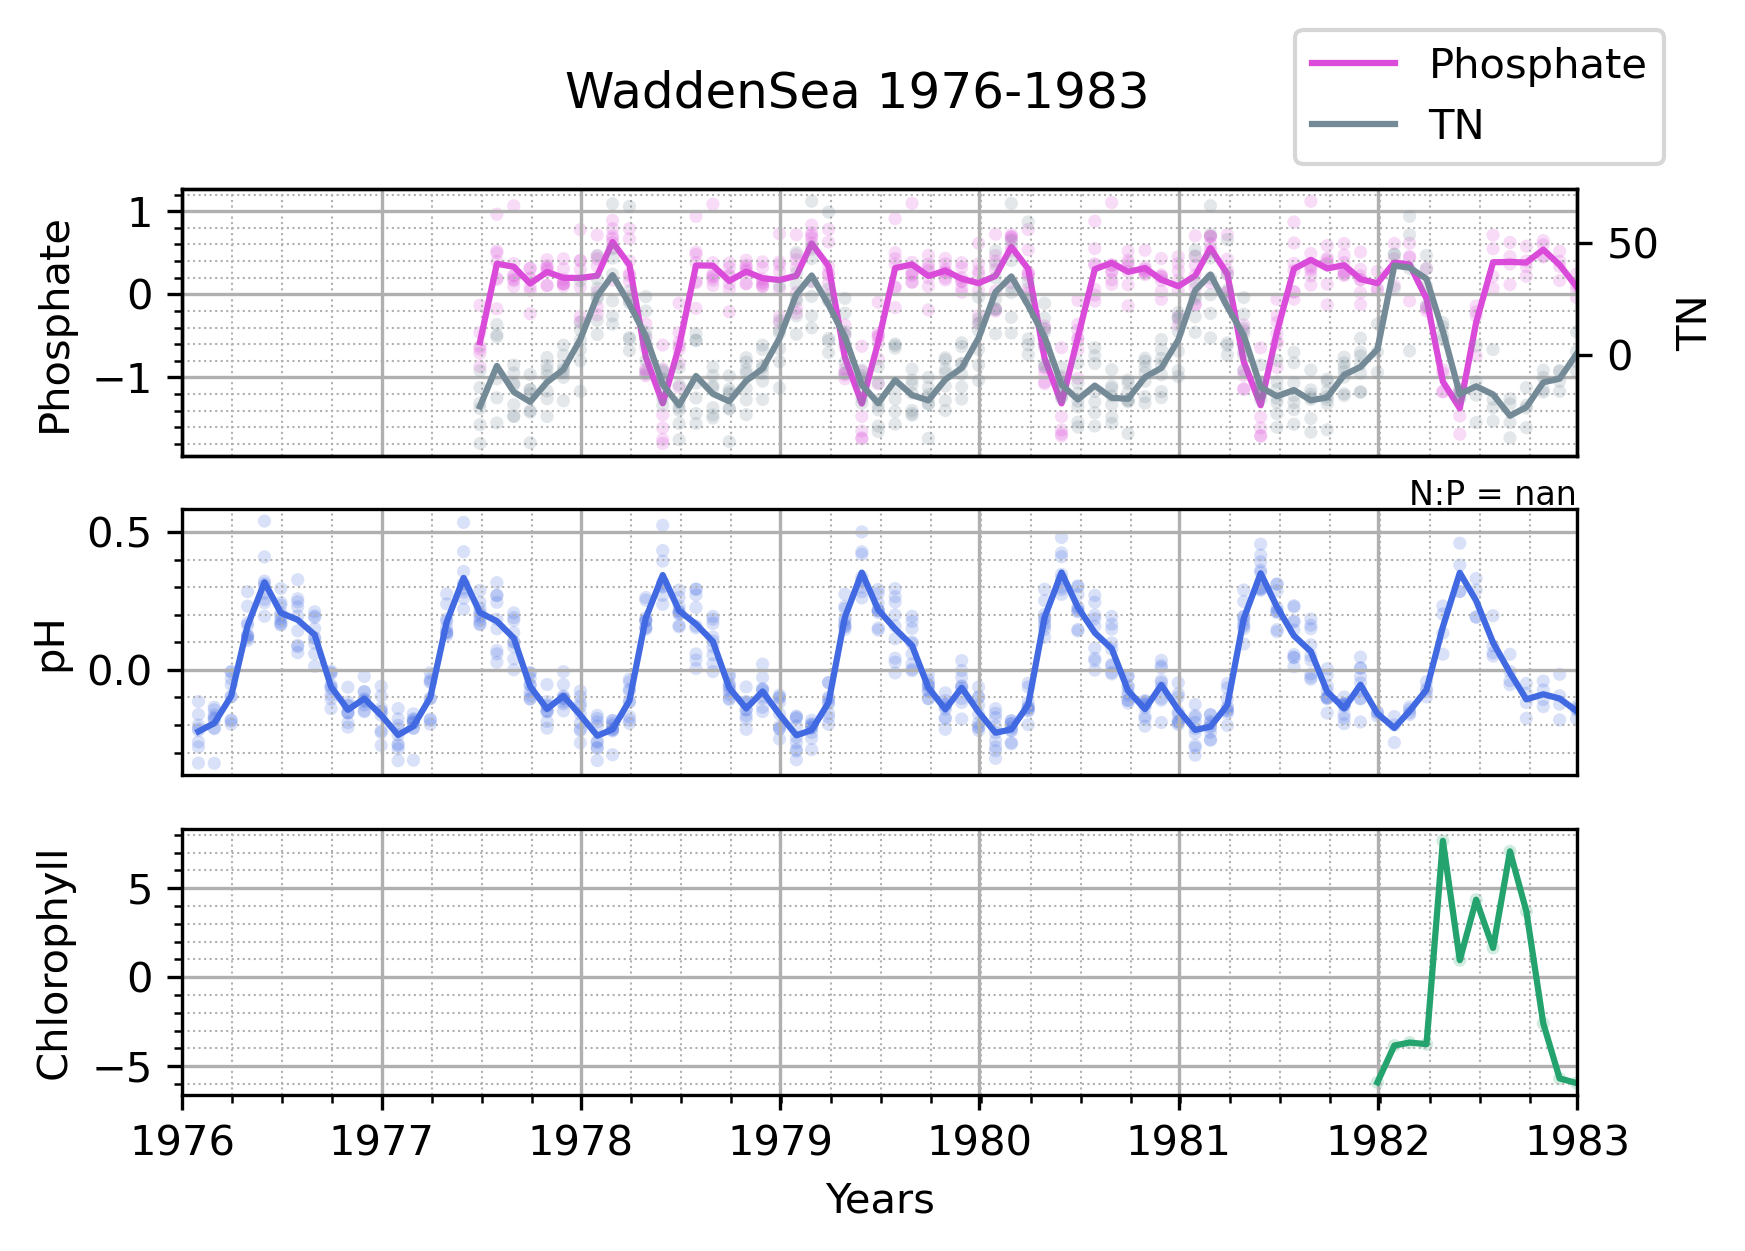 WaddenSea 1976-1983
Phosphate
TN
Phosphate
1
0
−1
50
0
TN
N:P = nan
pH
0.5
0.0
Chlorophyll
5
0
−5
1976 1977 1978 1979 1980 1981 1982 1983
Years